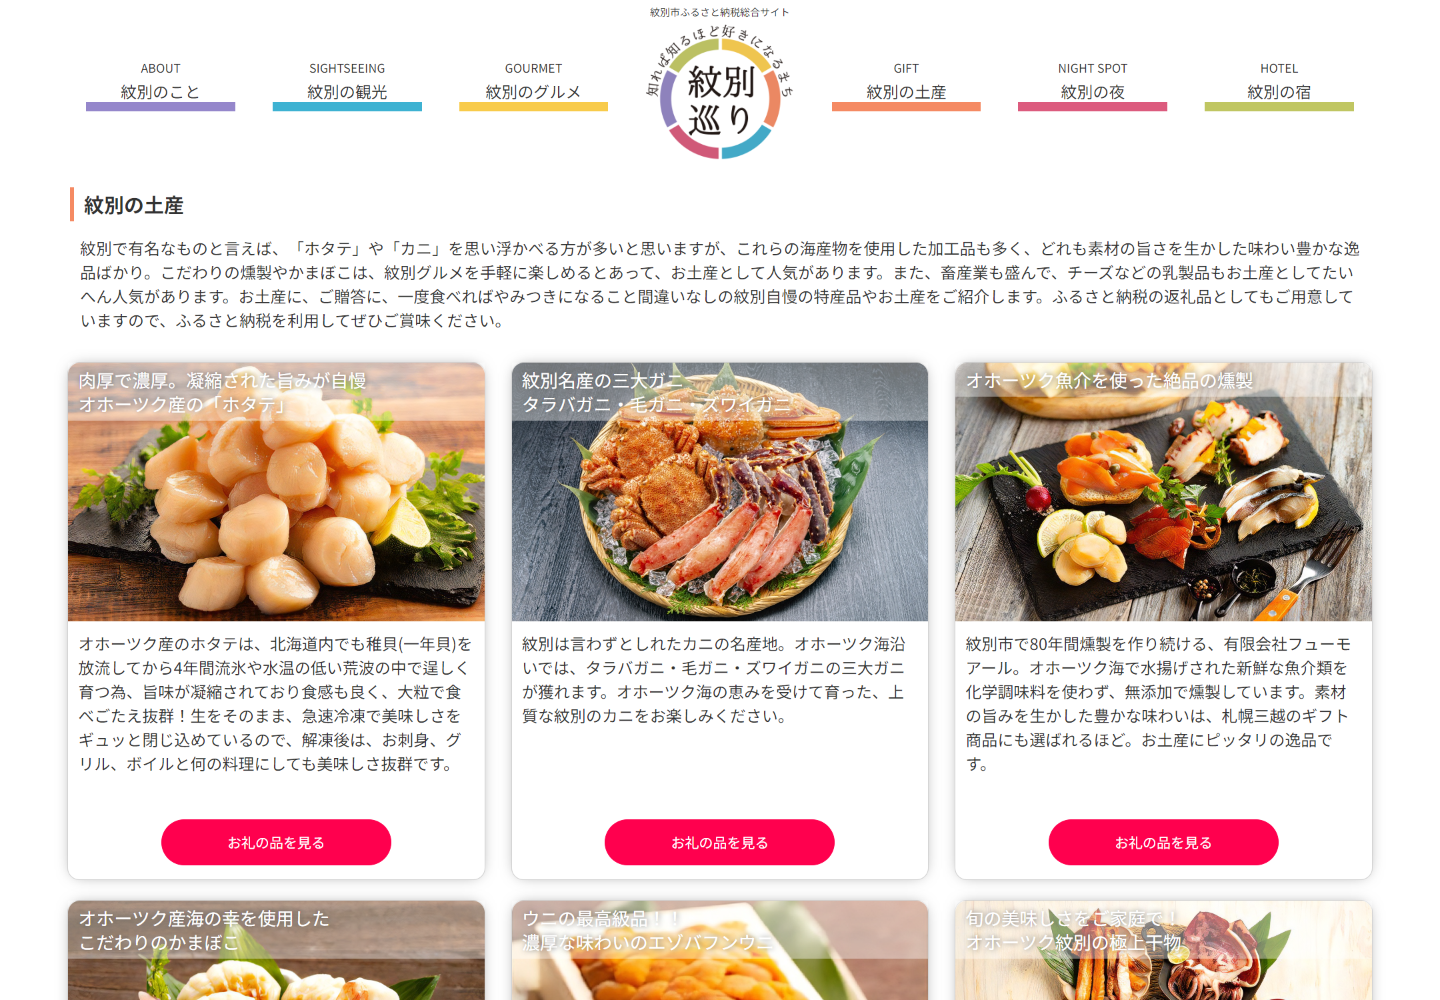 紋別市ふるさと納税総合サイト
知れば知るほど好きになるまち
紋別
巡り
ABOUT
紋別のこと
SIGHTSEEING
紋別の観光
GOURMET
紋別のグルメ
GIFT
紋別の土産
NIGHT SPOT
紋別の夜
HOTEL
紋別の宿
紋別の土産
紋別で有名なものと言えば、「ホタテ」や「カニ」を思い浮かべる方が多いと思いますが、これらの海産物を使用した加工品も多く、どれも素材の旨さを生かした味わい豊かな逸
品ばかり。こだわりの燻製やかまぼこは、紋別グルメを手軽に楽しめるとあって、お土産として人気があります。また、畜産業も盛んで、チーズなどの乳製品もお土産としてたい
へん人気があります。お土産に、ご贈答に、一度食べればやみつきになること間違いなしの紋別自慢の特産品やお土産をご紹介します。ふるさと納税の返礼品としてもご用意して
いますので、ふるさと納税を利用してぜひご賞味ください。
肉厚で濃厚。凝縮された旨みが自慢
オホーツク産の「ホタテ」
オホーツク産のホタテは、北海道内でも稚貝(一年貝)を
放流してから4年間流氷や水温の低い荒波の中で逞しく
育つ為、旨味が凝縮されており食感も良く、大粒で食
べごたえ抜群！生をそのまま、急速冷凍で美味しさを
ギュッと閉じ込めているので、解凍後は、お刺身、グ
リル、ボイルと何の料理にしても美味しさ抜群です。
お礼の品を見る
紋別名産の三大ガニ
タラバガニ・毛ガニ・ズワイガニ
紋別は言わずとしれたカニの名産地。オホーツク海沿
いでは、タラバガニ・毛ガニ・ズワイガニの三大ガニ
が獲れます。オホーツク海の恵みを受けて育った、上
質な紋別のカニをお楽しみください。
お礼の品を見る
オホーツク魚介を使った絶品の燻製
紋別市で80年間燻製を作り続ける、有限会社フューモ
アール。オホーツク海で水揚げされた新鮮な魚介類を
化学調味料を使わず、無添加で燻製しています。素材
の旨みを生かした豊かな味わいは、札幌三越のギフト
商品にも選ばれるほど。お土産にピッタリの逸品で
す。
お礼の品を見る
オホーツク産海の幸を使用した
こだわりのかまぼこ
ウニの最高級品！！
濃厚な味わいのエゾバフンウニ
旬の美味しさをご家庭で！
オホーツク紋別の極上干物